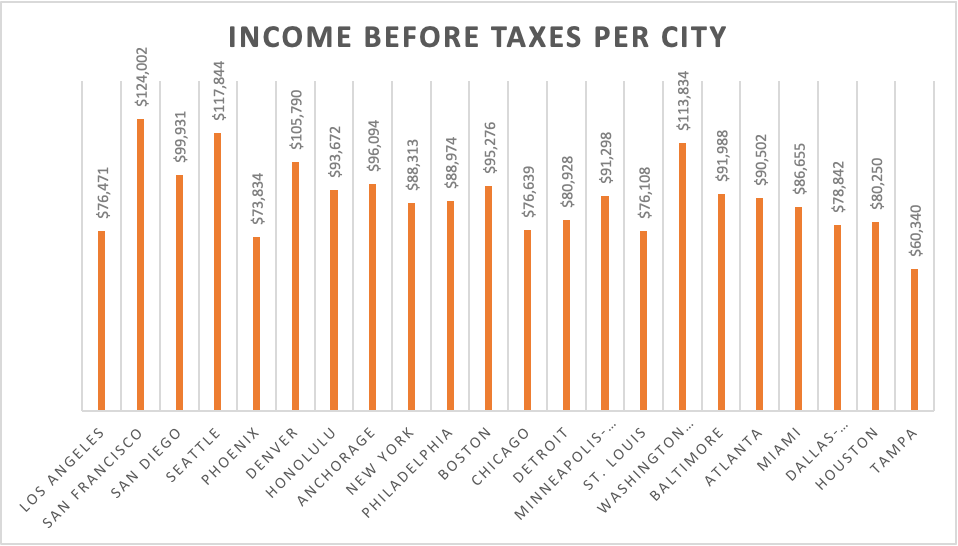 INCOME BEFORE TAXES PER CITY
$76,471
$124,002
$99,931
$117,844
$73,834
$105,790
$93,672
$96,094
$88,313
$88,974
$95,276
$76,639
$80,928
$91,298
$76,108
$113,834
$91,988
$90,502
$86,655
$78,842
$80,250
$60,340
LOS ANGELES
SAN FRANCISCO
SAN DIEGO
SEATTLE
PHOENIX
DENVER
HONOLULU
ANCHORAGE
NEW YORK
PHILADELPHIA
BOSTON
CHICAGO
DETROIT
MINNEAPOLIS-...
ST. LOUIS
WASHINGTON...
BALTIMORE
ATLANTA
MIAMI
DALLAS-...
HOUSTON
TAMPA